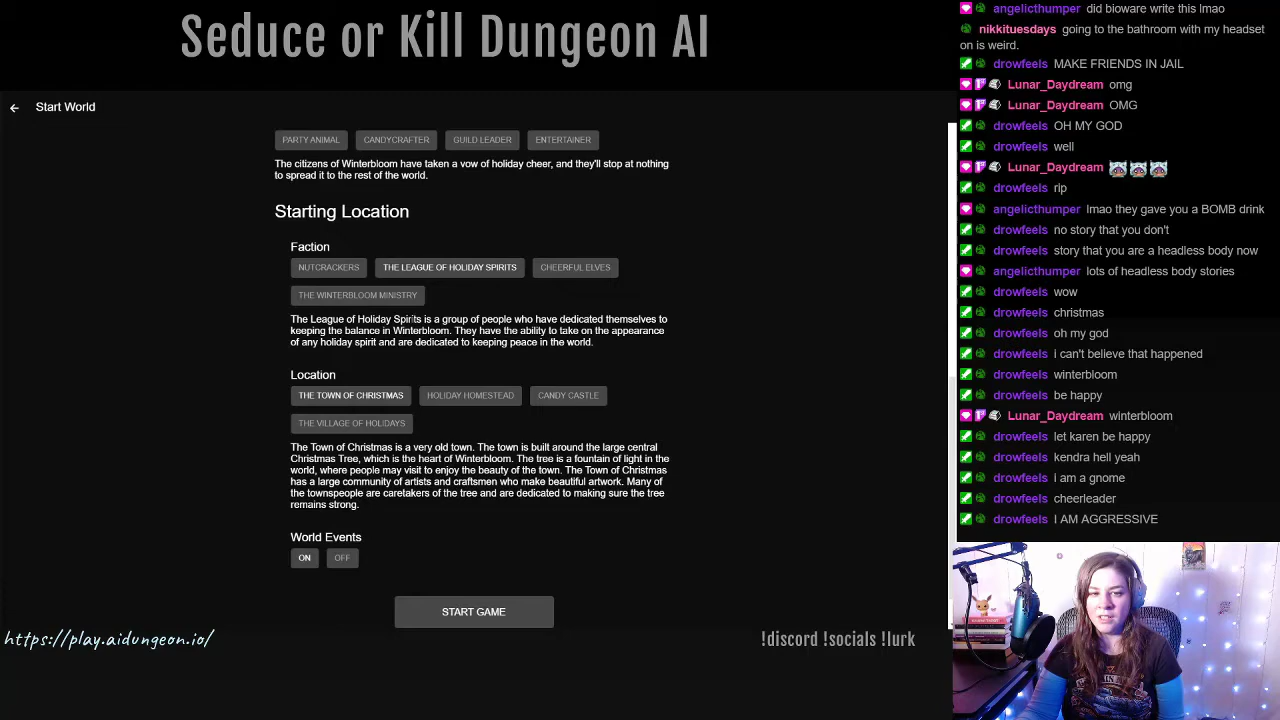 Seduce or Kill Dungeon AI
Start World
PARTY ANIMAL CANDYCRAFTER GUILD LEADER ENTERTAINER
The citizens of Winterbloom have taken a vow of holiday cheer, and they'll stop at nothing
to spread it to the rest of the world.
Starting Location
Faction
NUTCRACKERS THE LEAGUE OF HOLIDAY SPIRITS CHEERFUL ELVES
THE WINTERBLOOM MINISTRY
The League of Holiday Spirits is a group of people who have dedicated themselves to
keeping the balance in Winterbloom. They have the ability to take on the appearance
of any holiday spirit and are dedicated to keeping peace in the world.
Location
THE TOWN OF CHRISTMAS HOLIDAY HOMESTEAD CANDY CASTLE
THE VILLAGE OF HOLIDAYS
The Town of Christmas is a very old town. The town is built around the large central
Christmas Tree, which is the heart of Winterbloom. The tree is a fountain of light in the
world, where people may visit to enjoy the beauty of the town. The Town of Christmas
has a large community of artists and craftsmen who make beautiful artwork. Many of
the townspeople are caretakers of the tree and are dedicated to making sure the tree
remains strong.
World Events
ON OFF
START GAME
https://play.aidungeon.io/
!discord !socials !lurk
angelicthumper did bioware write this lmao
nikkituesdays going to the bathroom with my headset
on is weird.
drowfeels MAKE FRIENDS IN JAIL
Lunar_Daydream omg
Lunar_Daydream OMG
drowfeels OH MY GOD
drowfeels well
Lunar_Daydream
drowfeels rip
angelicthumper lmao they gave you a BOMB drink
drowfeels no story that you don't
drowfeels story that you are a headless body now
angelicthumper lots of headless body stories
drowfeels wow
drowfeels christmas
drowfeels oh my god
drowfeels i can't believe that happened
drowfeels winterbloom
drowfeels be happy
Lunar_Daydream winterbloom
drowfeels let karen be happy
drowfeels kendra hell yeah
drowfeels I am a gnome
drowfeels cheerleader
drowfeels I AM AGGRESSIVE